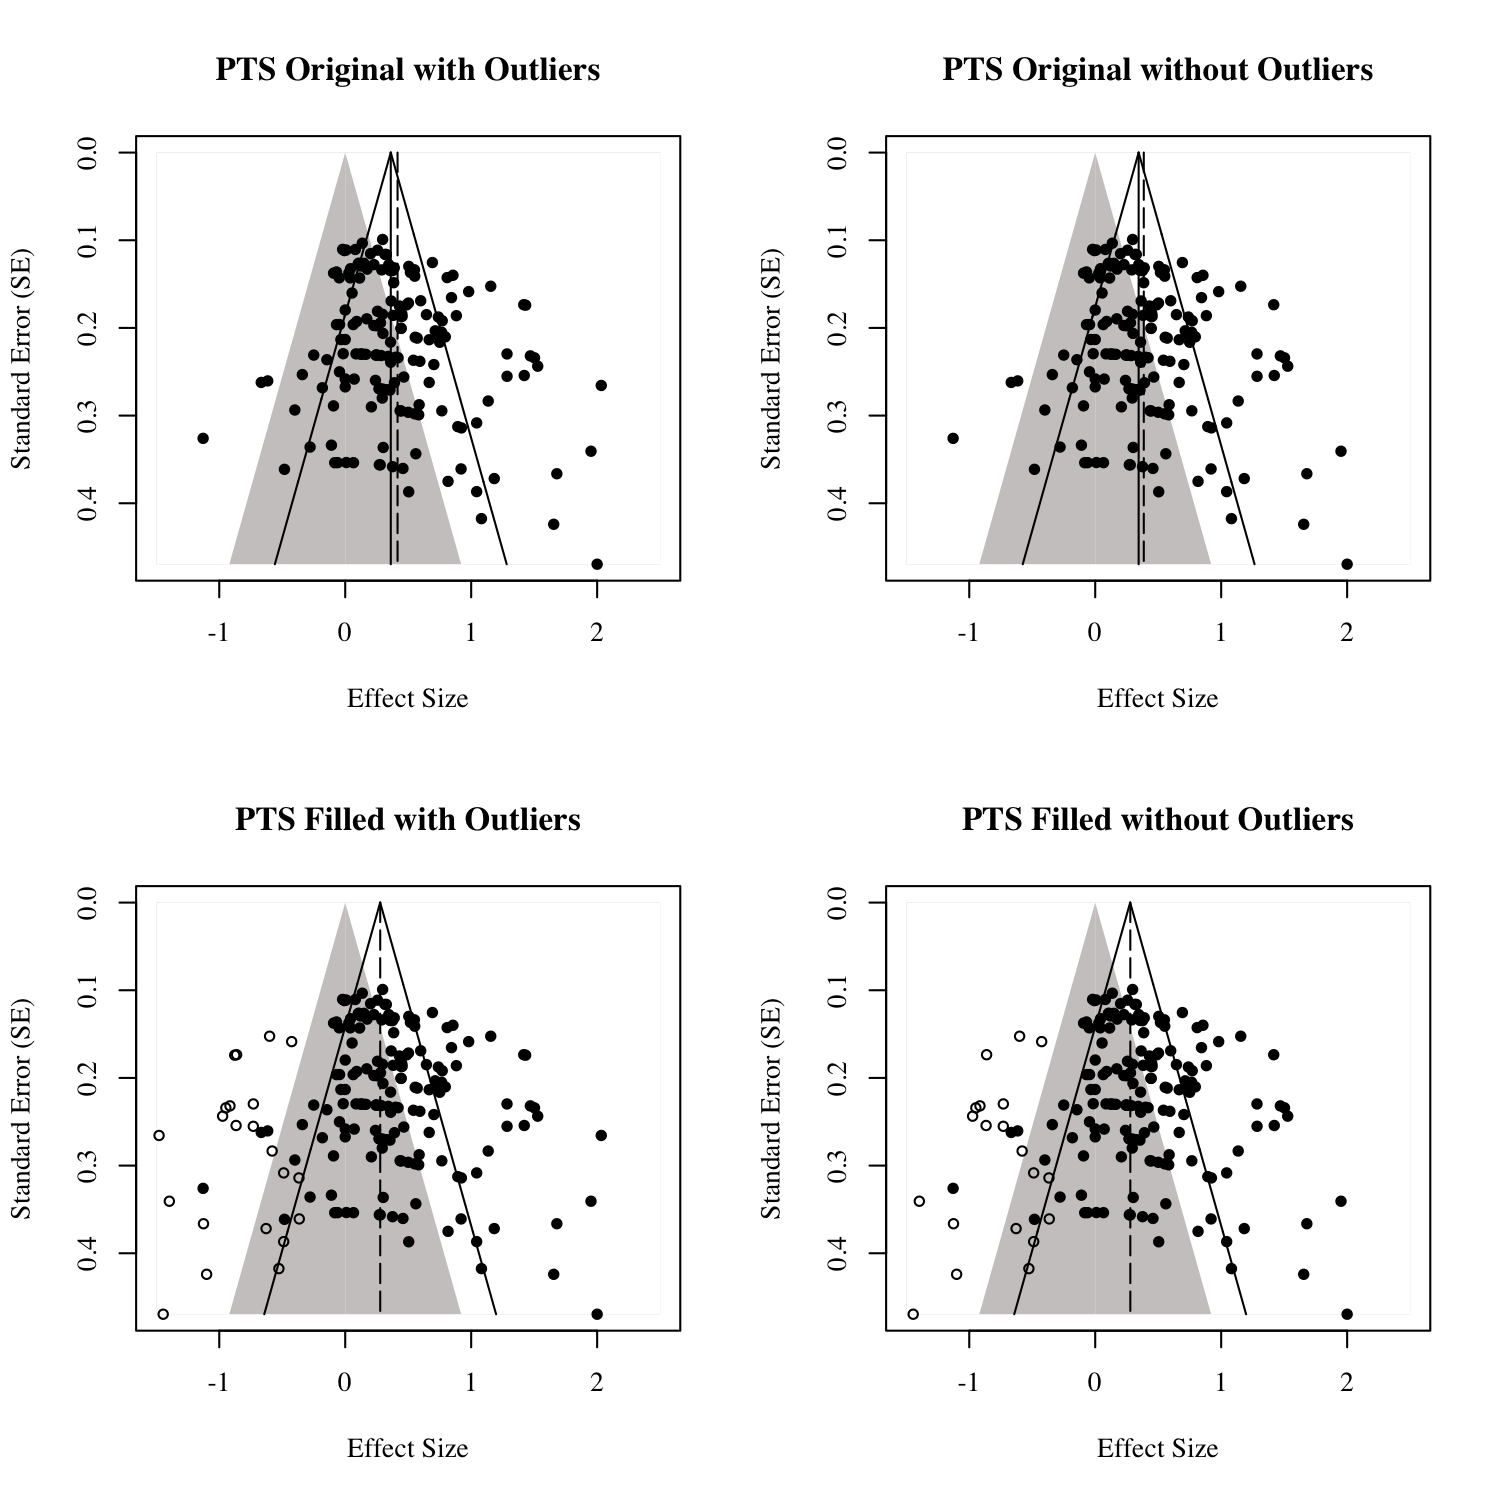 PTS Original with Outliers
Standard Error (SE)
0.0
0.1
0.2
0.3
0.4
-1 0 1 2
Effect Size
PTS Original without Outliers
Standard Error (SE)
0.0
0.1
0.2
0.3
0.4
-1 0 1 2
Effect Size
PTS Filled with Outliers
Standard Error (SE)
0.0
0.1
0.2
0.3
0.4
-1 0 1 2
Effect Size
PTS Filled without Outliers
Standard Error (SE)
0.0
0.1
0.2
0.3
0.4
-1 0 1 2
Effect Size